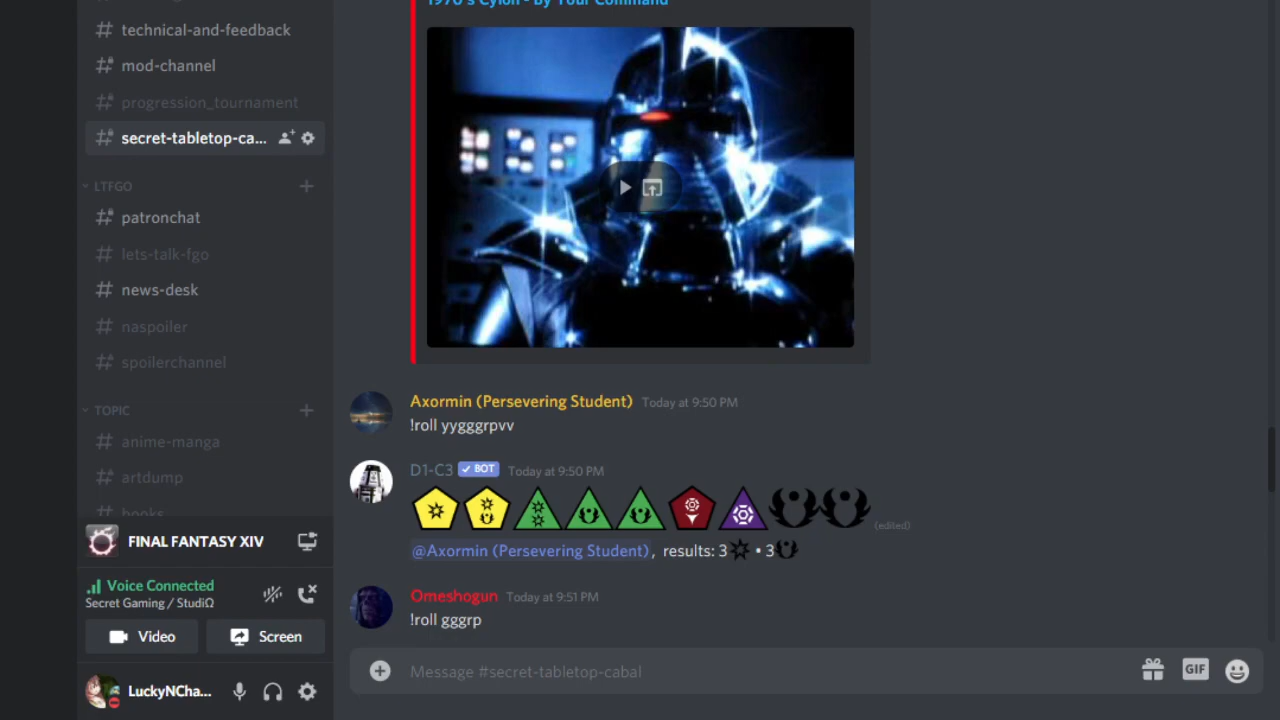 technical-and-feedback
mod-channel
progression_tournament
secret-tabletop-ca...
LTFGO
patronchat
lets-talk-fgo
news-desk
naspoiler
spoilerchannel
TOPIC
anime-manga
artdump
books
FINAL FANTASY XIV
Voice Connected
Secret Gaming / StudiΩ
Video
Screen
LuckyNCha...
1970's Cylon - By Your Command
Axormin (Persevering Student) Today at 9:50 PM
!roll yygggrpvv
D1-C3 BOT Today at 9:50 PM
(edited)
@Axormin (Persevering Student), results: 3 • 3
Omeshogun Today at 9:51 PM
!roll gggrp
Message #secret-tabletop-cabal
GIF